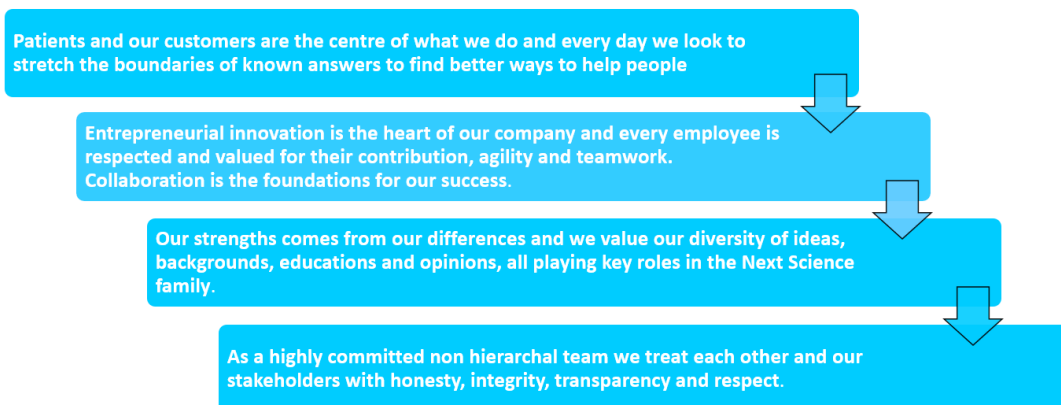 Patients and our customers are the centre of what we do and every day we look to
stretch the boundaries of known answers to find better ways to help people
Entrepreneurial innovation is the heart of our company and every employee is
respected and valued for their contribution, agility and teamwork.
Collaboration is the foundations for our success.
Our strengths comes from our differences and we value our diversity of ideas,
backgrounds, educations and opinions, all playing key roles in the Next Science
family.
As a highly committed non hierarchal team we treat each other and our
stakeholders with honesty, integrity, transparency and respect.